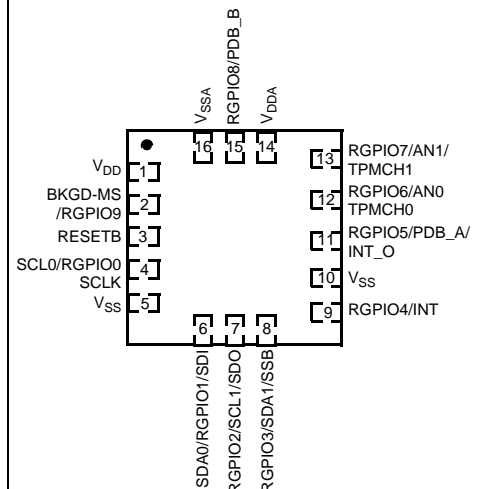 VSSA
RGPIO8/PDB_B
VDDA
16
15
14
VDD
1
BKGD-MS
/RGPIO9
2
RESETB
3
SCL0/RGPIO0
SCLK
4
VSS
5
13
RGPIO7/AN1/
TPMCH1
12
RGPIO6/AN0
TPMCH0
11
RGPIO5/PDB_A/
INT_O
10
VSS
9
RGPIO4/INT
6
7
8
SDA0/RGPIO1/SDI
RGPIO2/SCL1/SDO
RGPIO3/SDA1/SSB